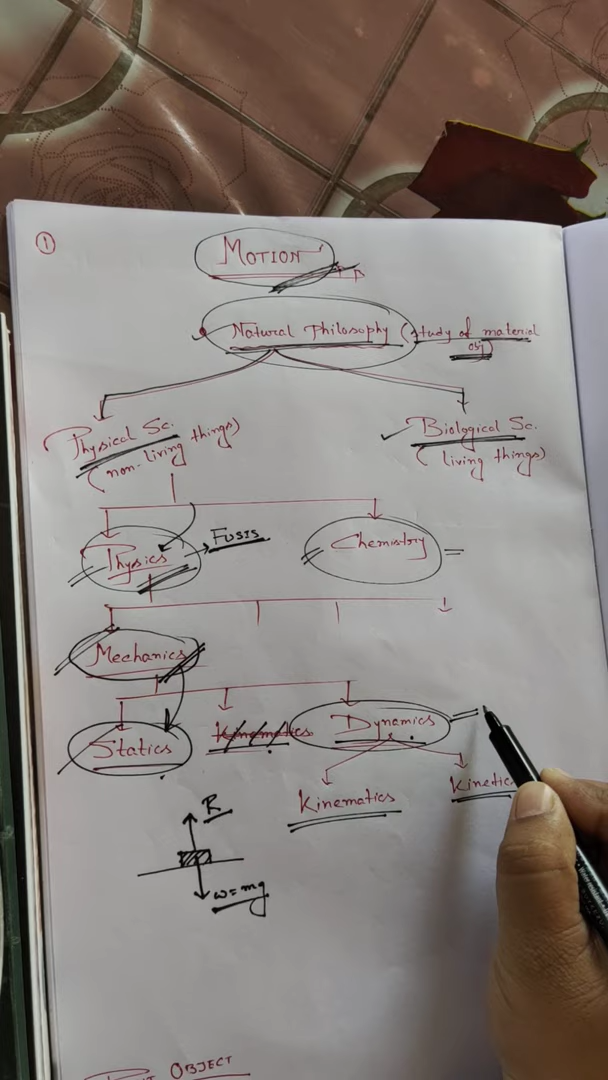 ①
MOTION
Natural Philosophy (study of material
obj)
Physical Sc.
(non-living things)
Biological Sc.
(living things)
Physics → FUSIS
Chemistry
Mechanics
Statics
Kinematics
Dynamics
Kinematics
Kinetic
R
w=mg
OBJECT